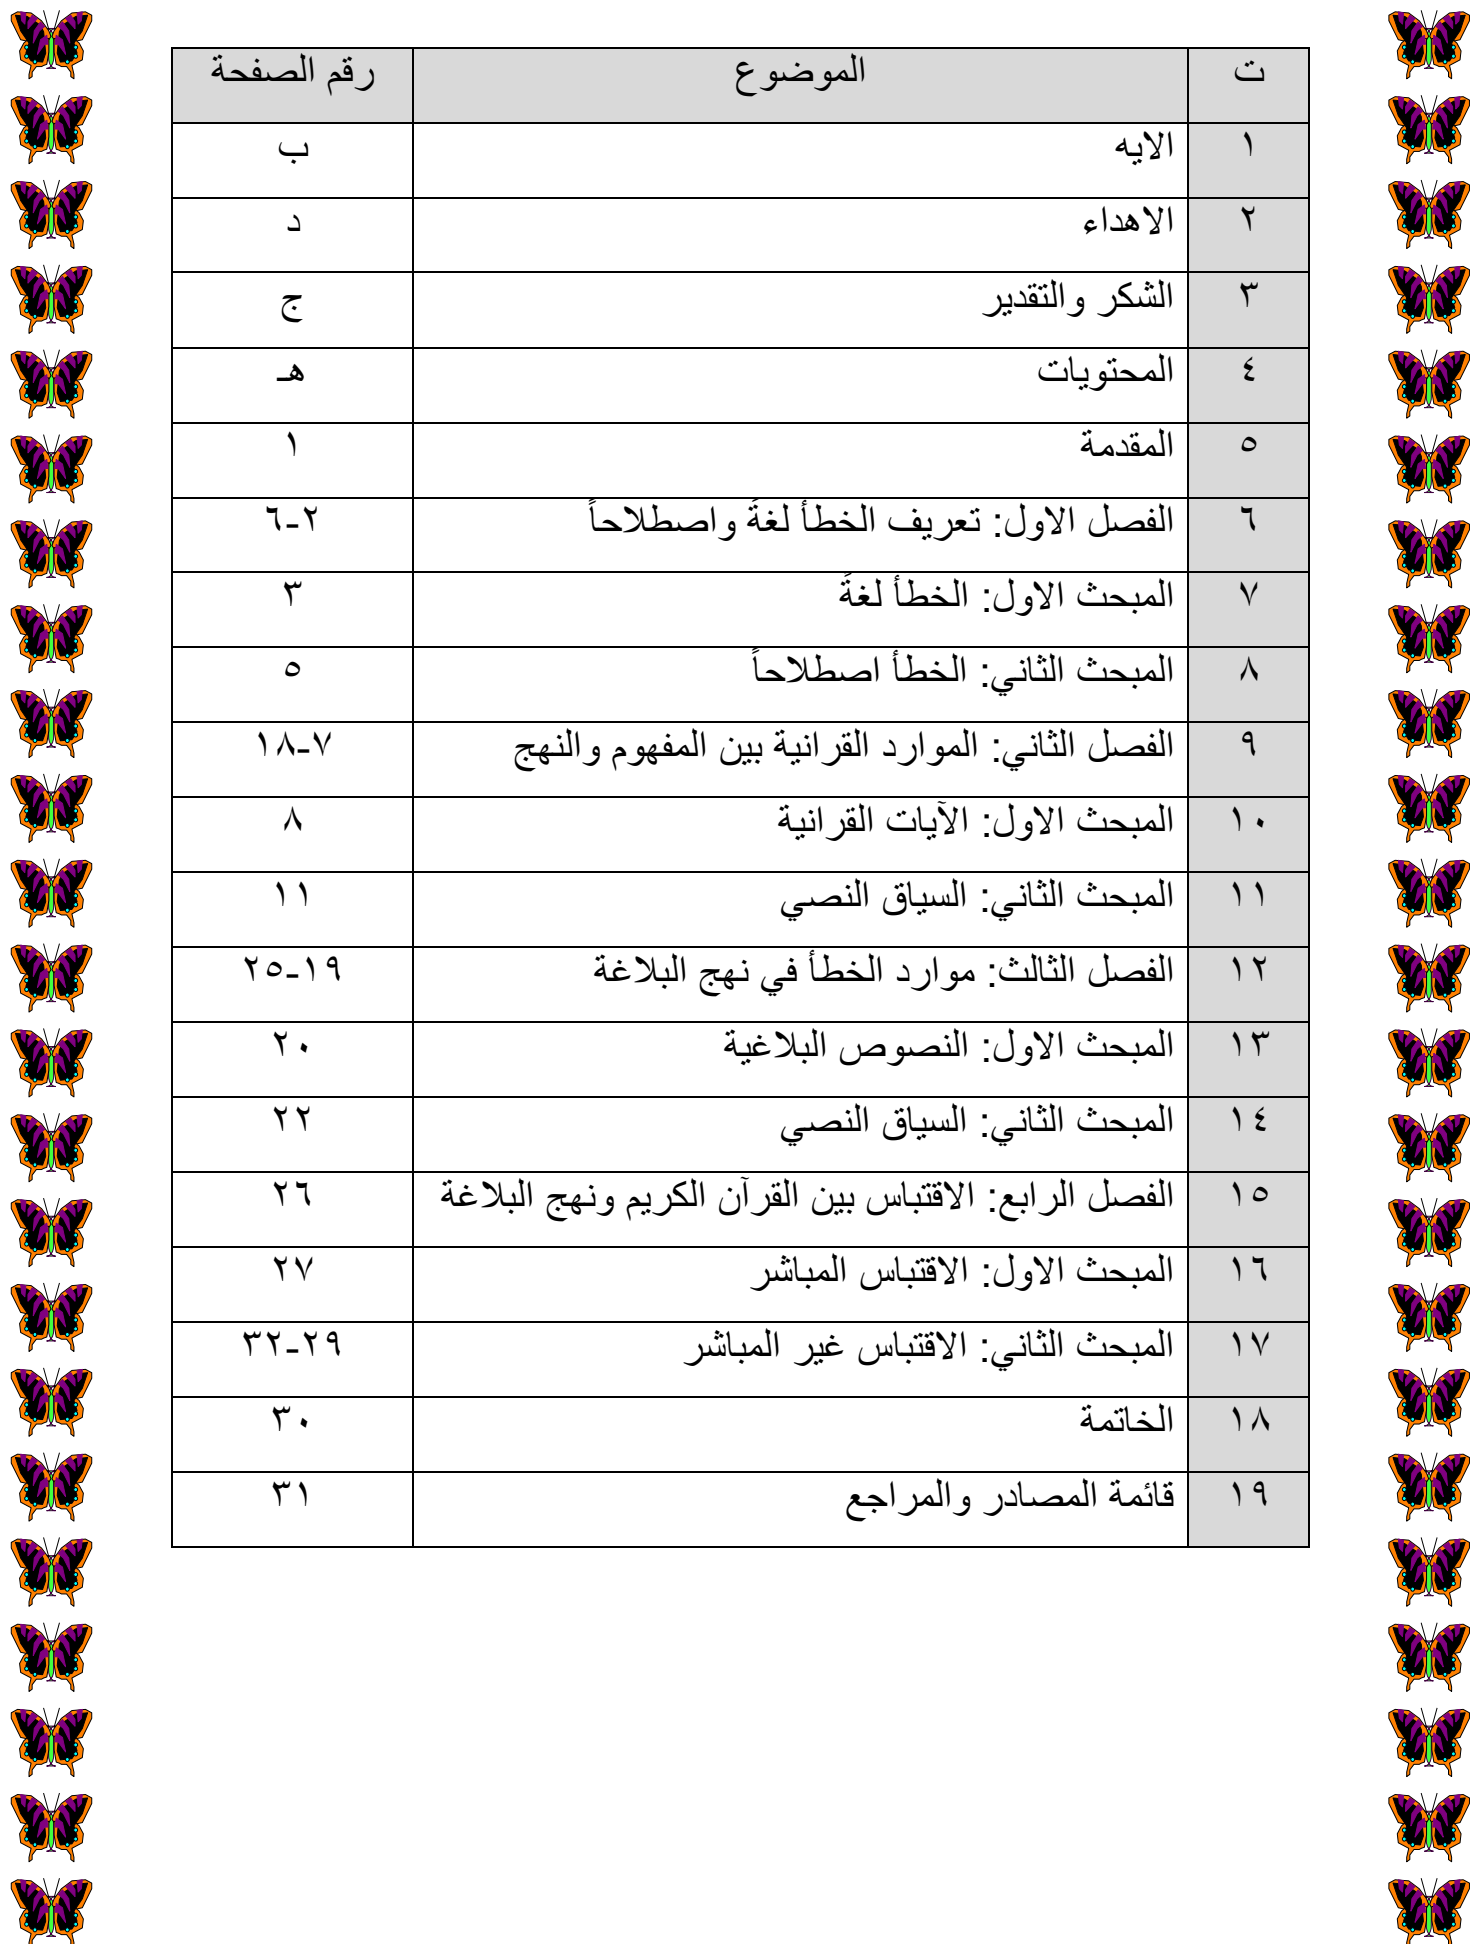 ت الموضوع رقم الصفحة
١ الايه ب
٢ الاهداء د
٣ الشكر والتقدير ج
٤ المحتويات هـ
٥ المقدمة ١
٦ الفصل الاول: تعريف الخطأ لغةً واصطلاحاً ٢-٦
٧ المبحث الاول: الخطأ لغةً ٣
٨ المبحث الثاني: الخطأ اصطلاحاً ٥
٩ الفصل الثاني: الموارد القرانية بين المفهوم والنهج ٧-١٨
١٠ المبحث الاول: الآيات القرانية ٨
١١ المبحث الثاني: السياق النصي ١١
١٢ الفصل الثالث: موارد الخطأ في نهج البلاغة ١٩-٢٥
١٣ المبحث الاول: النصوص البلاغية ٢٠
١٤ المبحث الثاني: السياق النصي ٢٢
١٥ الفصل الرابع: الاقتباس بين القرآن الكريم ونهج البلاغة ٢٦
١٦ المبحث الاول: الاقتباس المباشر ٢٧
١٧ المبحث الثاني: الاقتباس غير المباشر ٢٩-٣٢
١٨ الخاتمة ٣٠
١٩ قائمة المصادر والمراجع ٣١